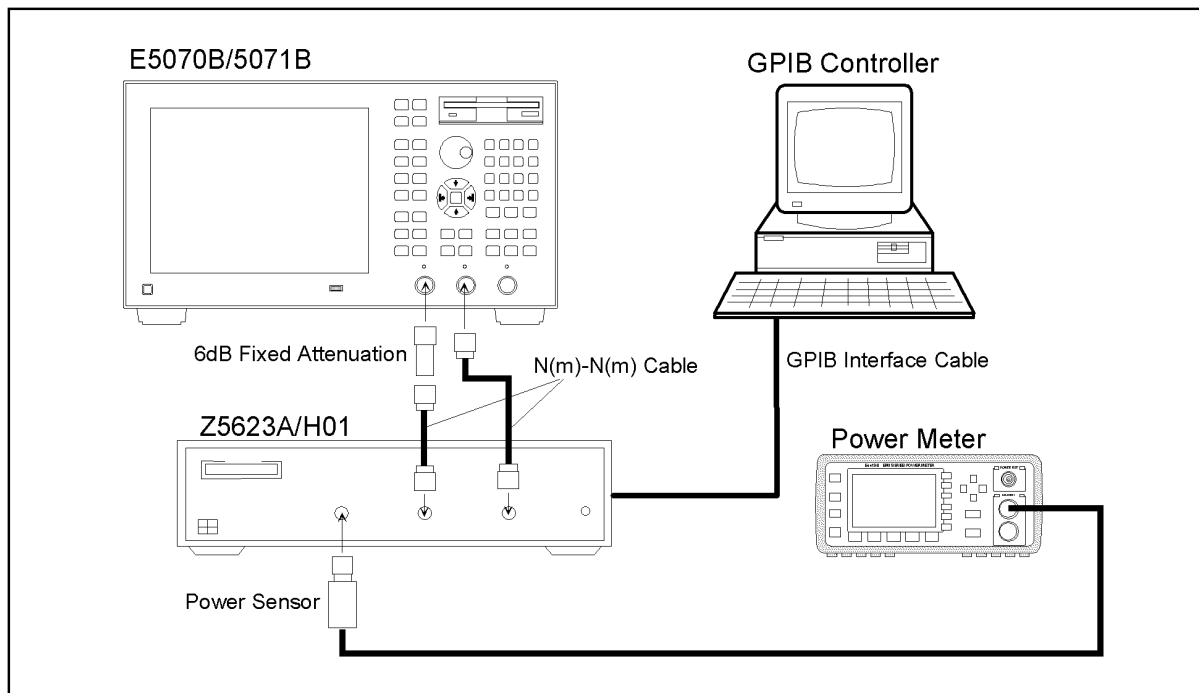 E5070B/5071B
GPIB Controller
6dB Fixed Attenuation
N(m)-N(m) Cable
GPIB Interface Cable
Z5623A/H01
Power Meter
Power Sensor